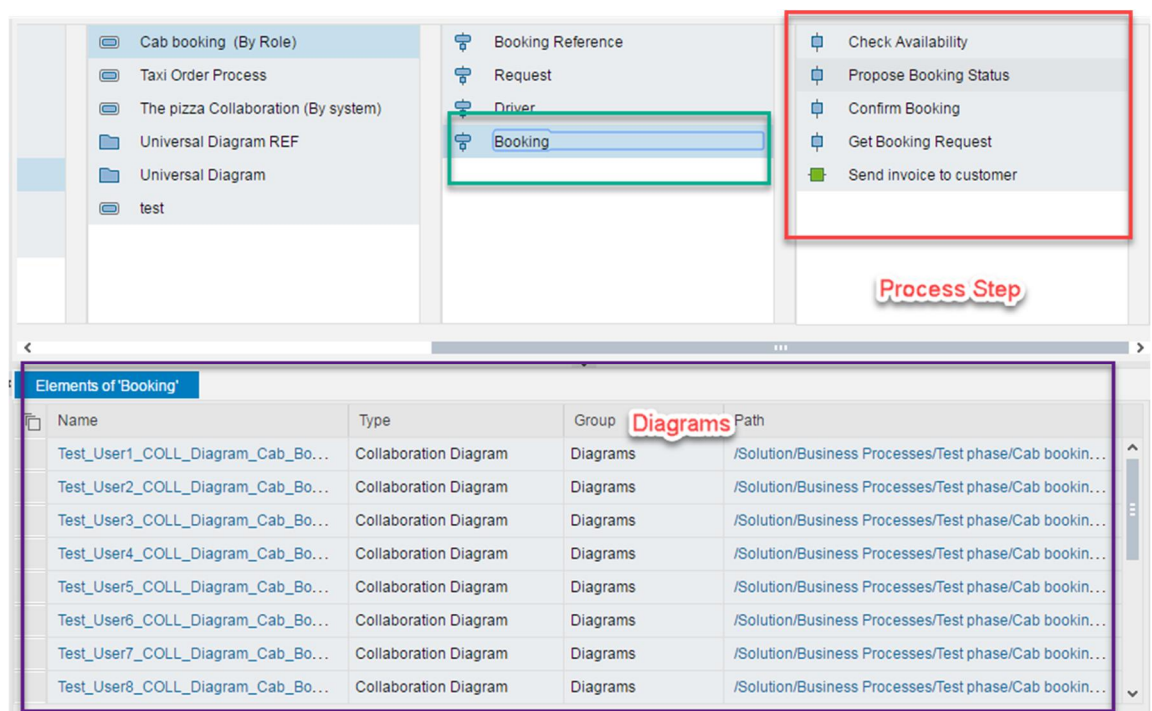 Cab booking (By Role)
Taxi Order Process
The pizza Collaboration (By system)
Universal Diagram REF
Universal Diagram
test
Booking Reference
Request
Driver
Booking
Check Availability
Propose Booking Status
Confirm Booking
Get Booking Request
Send invoice to customer
Process Step
Elements of 'Booking'
Name Type Group Diagrams Path
Test_User1_COLL_Diagram_Cab_Bo... Collaboration Diagram Diagrams /Solution/Business Processes/Test phase/Cab bookin...
Test_User2_COLL_Diagram_Cab_Bo... Collaboration Diagram Diagrams /Solution/Business Processes/Test phase/Cab bookin...
Test_User3_COLL_Diagram_Cab_Bo... Collaboration Diagram Diagrams /Solution/Business Processes/Test phase/Cab bookin...
Test_User4_COLL_Diagram_Cab_Bo... Collaboration Diagram Diagrams /Solution/Business Processes/Test phase/Cab bookin...
Test_User5_COLL_Diagram_Cab_Bo... Collaboration Diagram Diagrams /Solution/Business Processes/Test phase/Cab bookin...
Test_User6_COLL_Diagram_Cab_Bo... Collaboration Diagram Diagrams /Solution/Business Processes/Test phase/Cab bookin...
Test_User7_COLL_Diagram_Cab_Bo... Collaboration Diagram Diagrams /Solution/Business Processes/Test phase/Cab bookin...
Test_User8_COLL_Diagram_Cab_Bo... Collaboration Diagram Diagrams /Solution/Business Processes/Test phase/Cab bookin...